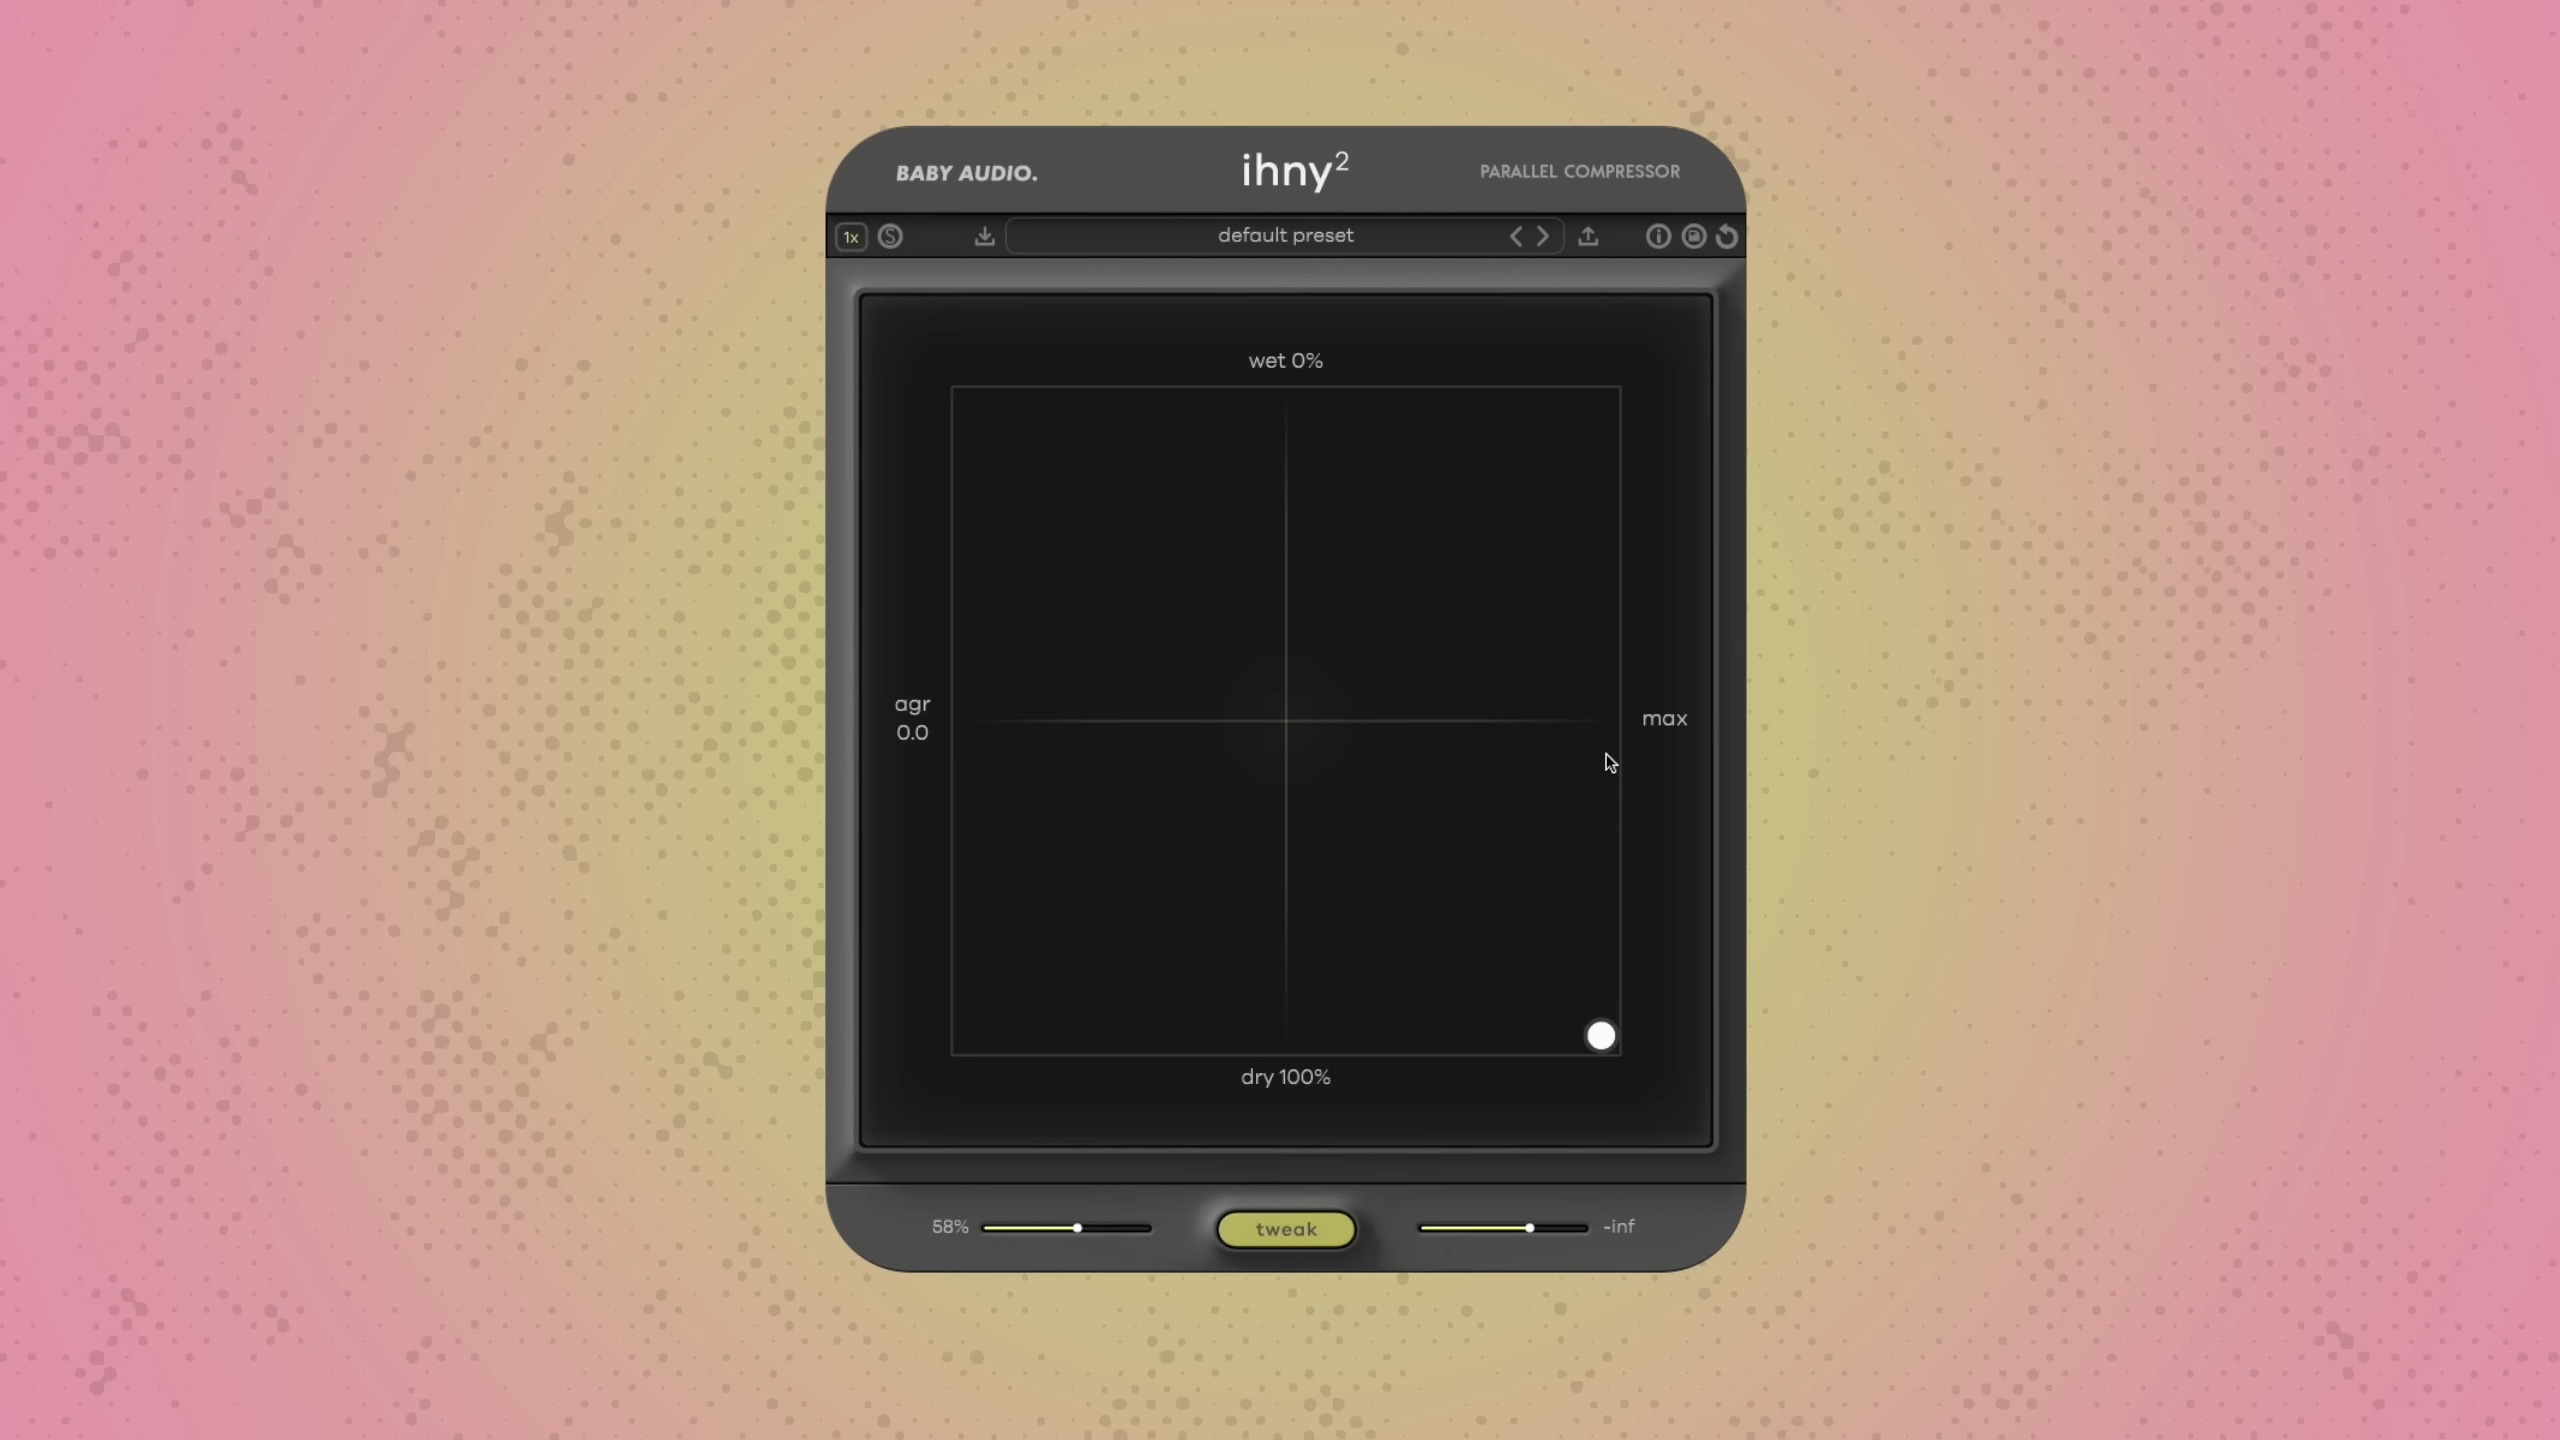 BABY AUDIO.
ihny²
PARALLEL COMPRESSOR
1x
S
default preset
wet 0%
agr
0.0
max
dry 100%
58%
tweak
-inf